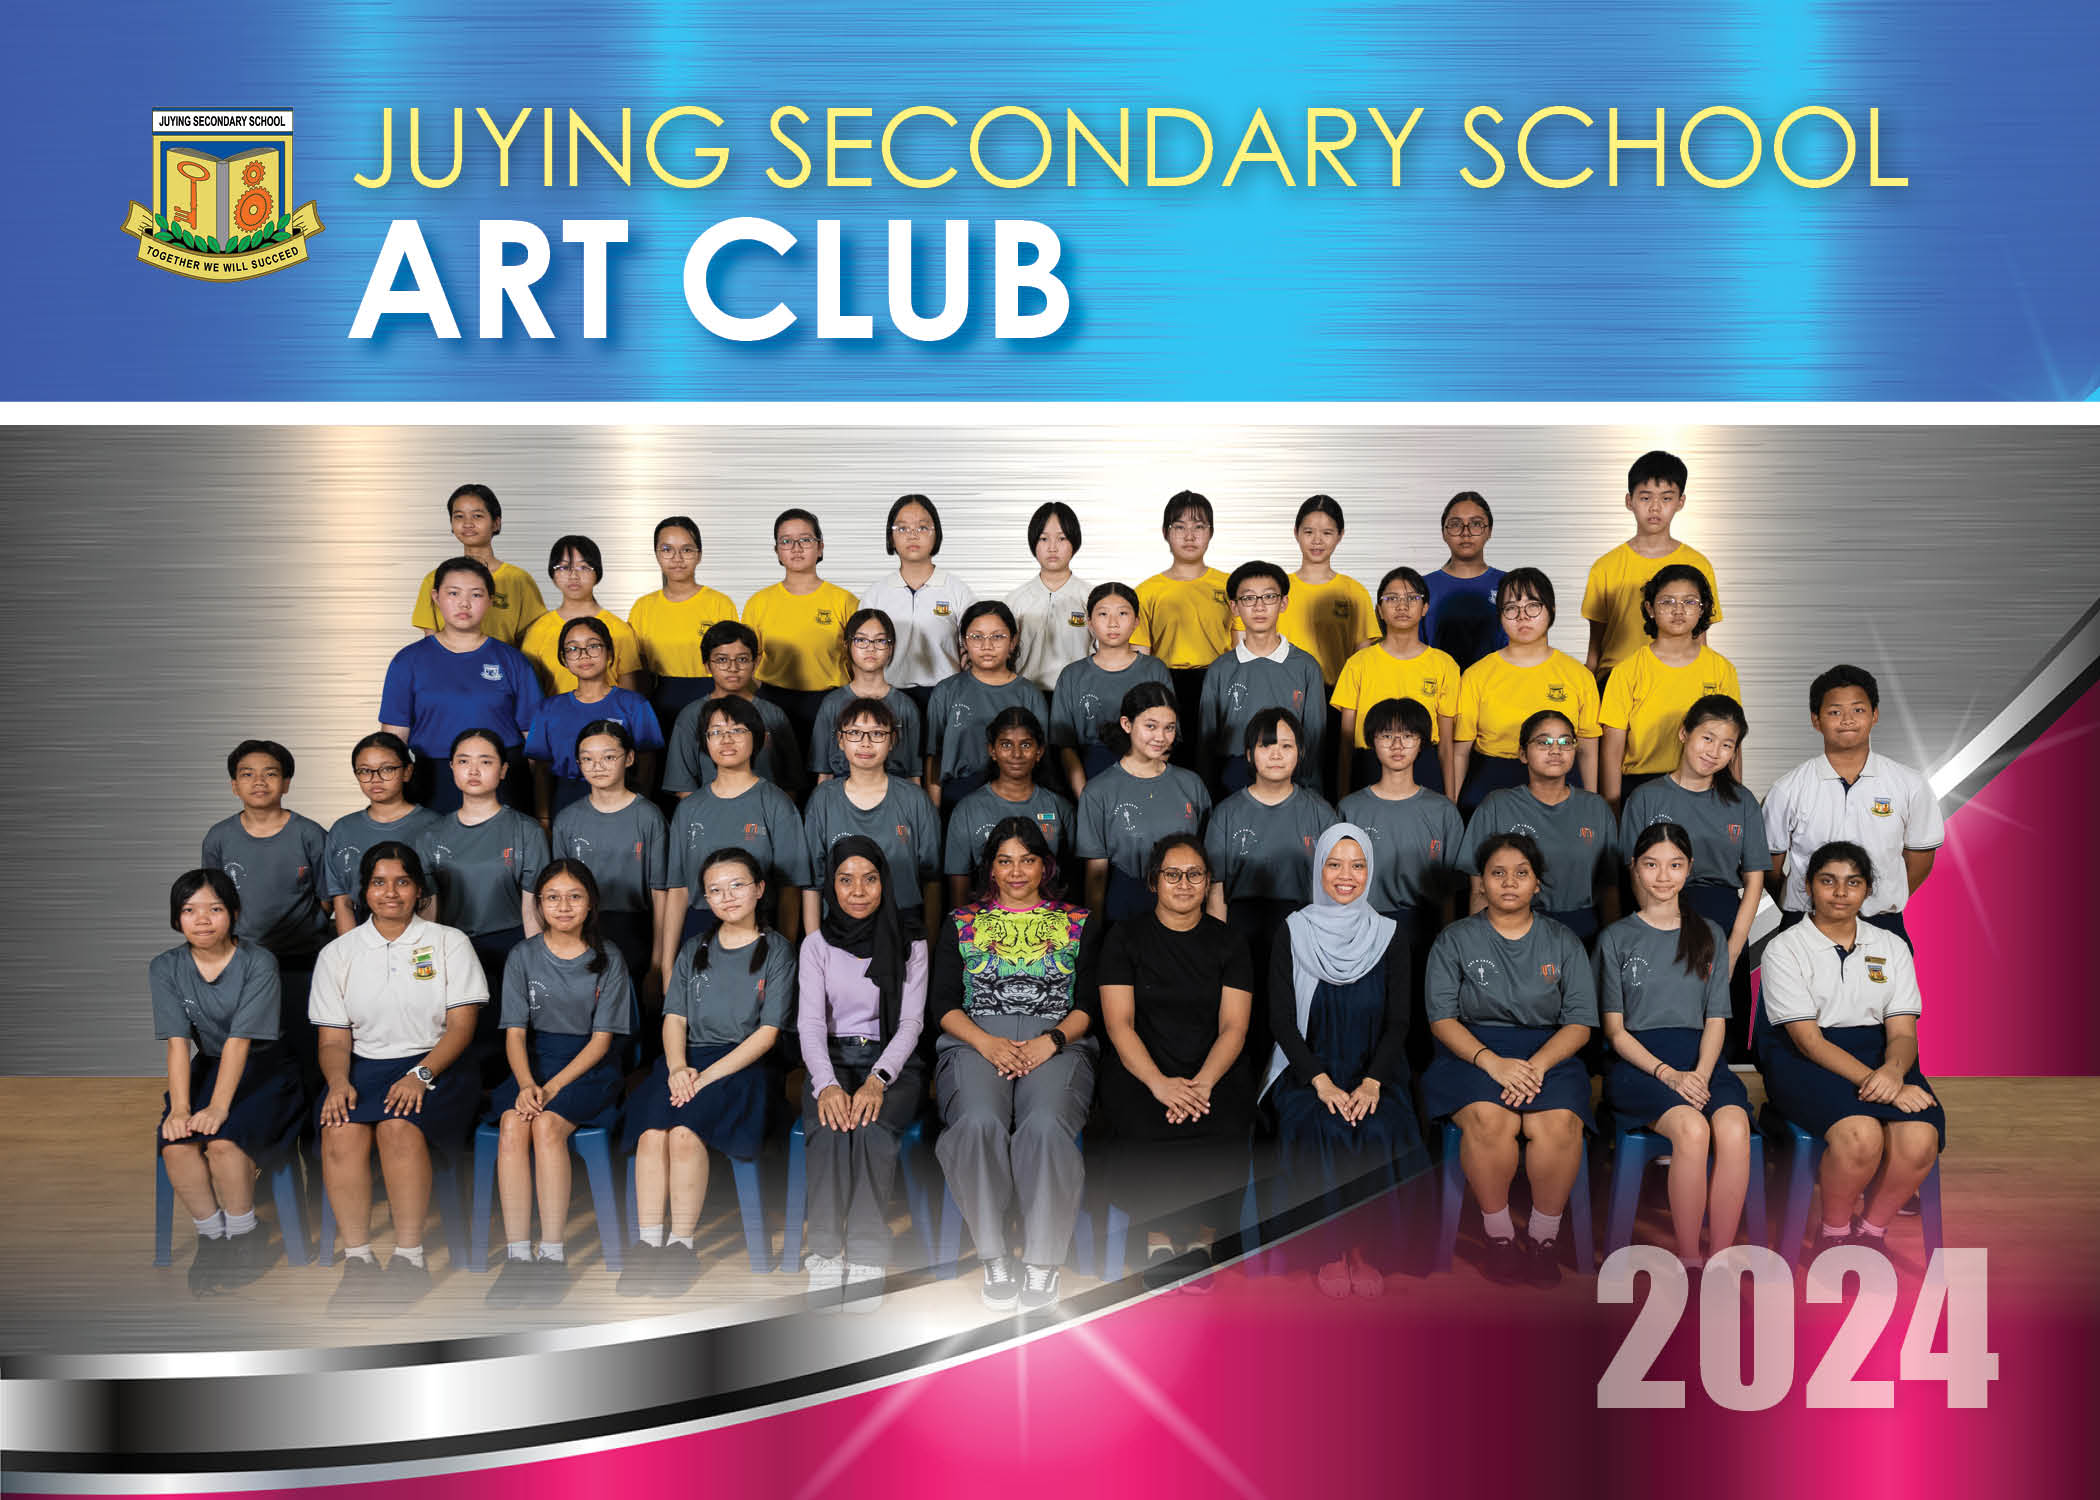 JUYING SECONDARY SCHOOL
TOGETHER WE WILL SUCCEED
JUYING SECONDARY SCHOOL
ART CLUB
2024